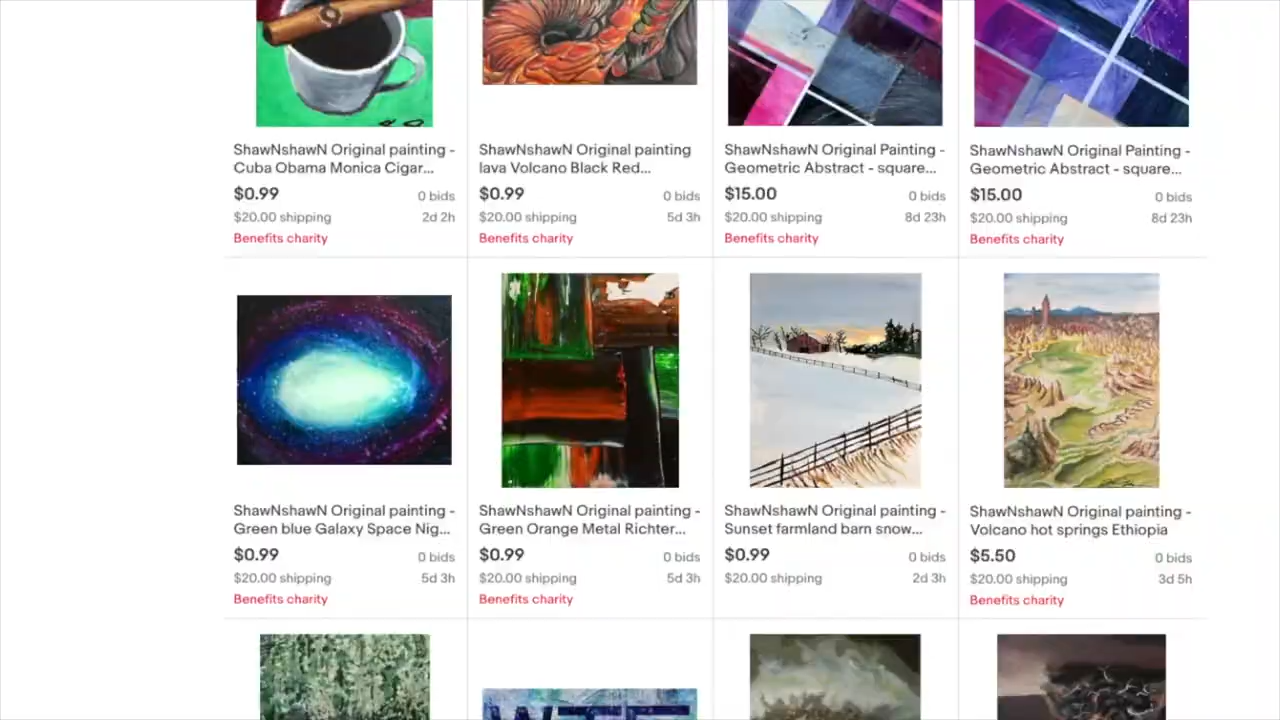 ShawNshawN Original painting -
Cuba Obama Monica Cigar...
$0.99 0 bids
$20.00 shipping 2d 2h
Benefits charity
ShawNshawN Original painting
lava Volcano Black Red...
$0.99 0 bids
$20.00 shipping 5d 3h
Benefits charity
ShawNshawN Original Painting -
Geometric Abstract - square...
$15.00 0 bids
$20.00 shipping 8d 23h
Benefits charity
ShawNshawN Original Painting -
Geometric Abstract - square...
$15.00 0 bids
$20.00 shipping 8d 23h
Benefits charity
ShawNshawN Original painting -
Green blue Galaxy Space Nig...
$0.99 0 bids
$20.00 shipping 5d 3h
Benefits charity
ShawNshawN Original painting -
Green Orange Metal Richter...
$0.99 0 bids
$20.00 shipping 5d 3h
Benefits charity
ShawNshawN Original painting -
Sunset farmland barn snow...
$0.99 0 bids
$20.00 shipping 2d 3h
ShawNshawN Original painting -
Volcano hot springs Ethiopia
$5.50 0 bids
$20.00 shipping 3d 5h
Benefits charity